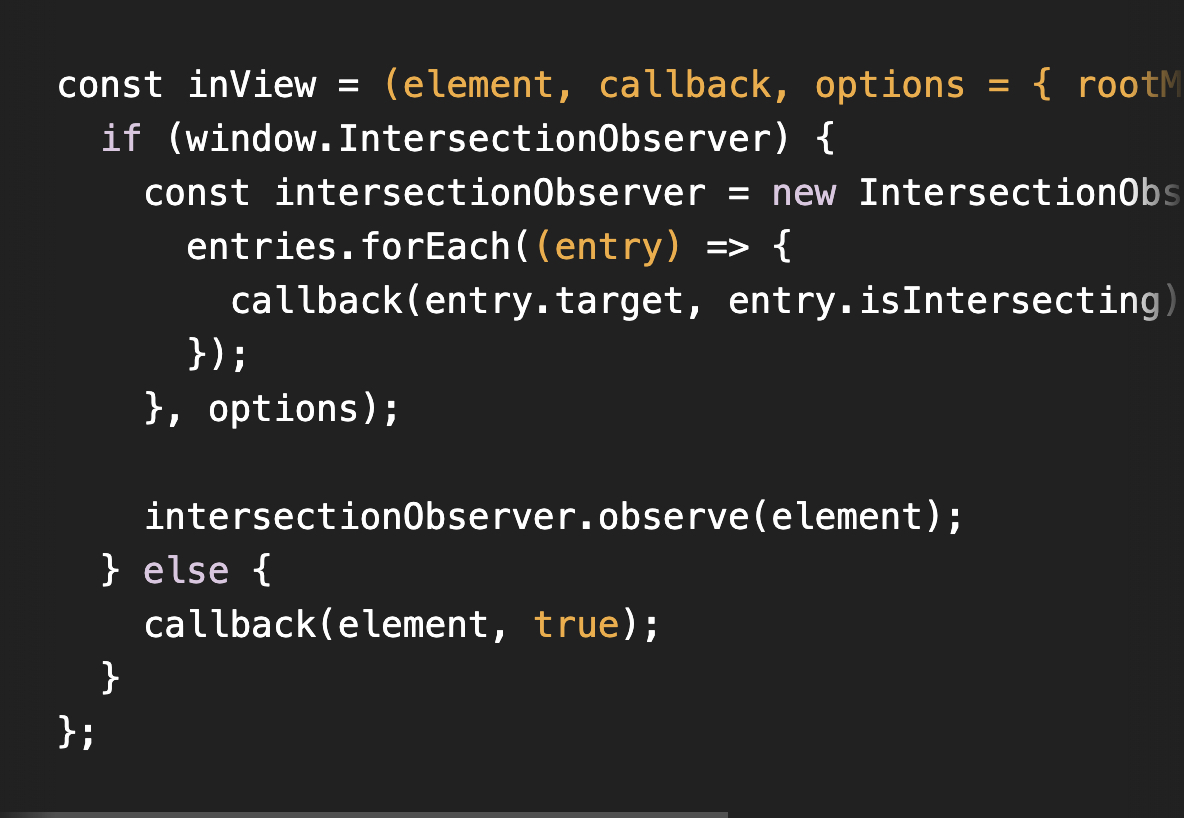 const inView = (element, callback, options = { rootM
  if (window.IntersectionObserver) {
    const intersectionObserver = new IntersectionObs
      entries.forEach((entry) => {
        callback(entry.target, entry.isIntersecting)
      });
    }, options);

    intersectionObserver.observe(element);
  } else {
    callback(element, true);
  }
};